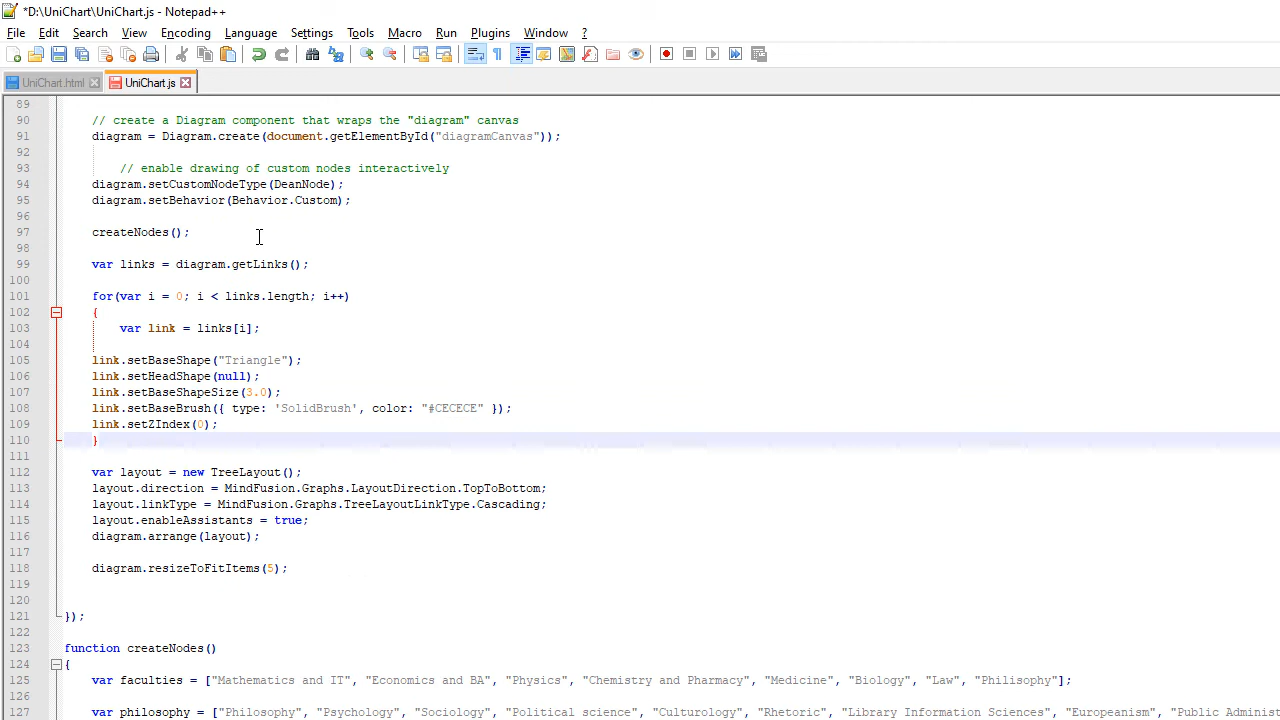 *D:\UniChart\UniChart.js - Notepad++
File Edit Search View Encoding Language Settings Tools Macro Run Plugins Window ?
UniChart.html UniChart.js
89
90 // create a Diagram component that wraps the "diagram" canvas
91 diagram = Diagram.create(document.getElementById("diagramCanvas"));
92
93 // enable drawing of custom nodes interactively
94 diagram.setCustomNodeType(DeanNode);
95 diagram.setBehavior(Behavior.Custom);
96
97 createNodes();
98
99 var links = diagram.getLinks();
100
101 for(var i = 0; i < links.length; i++)
102 {
103 var link = links[i];
104
105 link.setBaseShape("Triangle");
106 link.setHeadShape(null);
107 link.setBaseShapeSize(3.0);
108 link.setBaseBrush({ type: 'SolidBrush', color: "#CECECE" });
109 link.setZIndex(0);
110 }
111
112 var layout = new TreeLayout();
113 layout.direction = MindFusion.Graphs.LayoutDirection.TopToBottom;
114 layout.linkType = MindFusion.Graphs.TreeLayoutLinkType.Cascading;
115 layout.enableAssistants = true;
116 diagram.arrange(layout);
117
118 diagram.resizeToFitItems(5);
119
120
121 });
122
123 function createNodes()
124 {
125 var faculties = ["Mathematics and IT", "Economics and BA", "Physics", "Chemistry and Pharmacy", "Medicine", "Biology", "Law", "Philisophy"];
126
127 var philosophy = ["Philosophy", "Psychology", "Sociology", "Political science", "Culturology", "Rhetoric", "Library Information Sciences", "Europeanism", "Public Administ